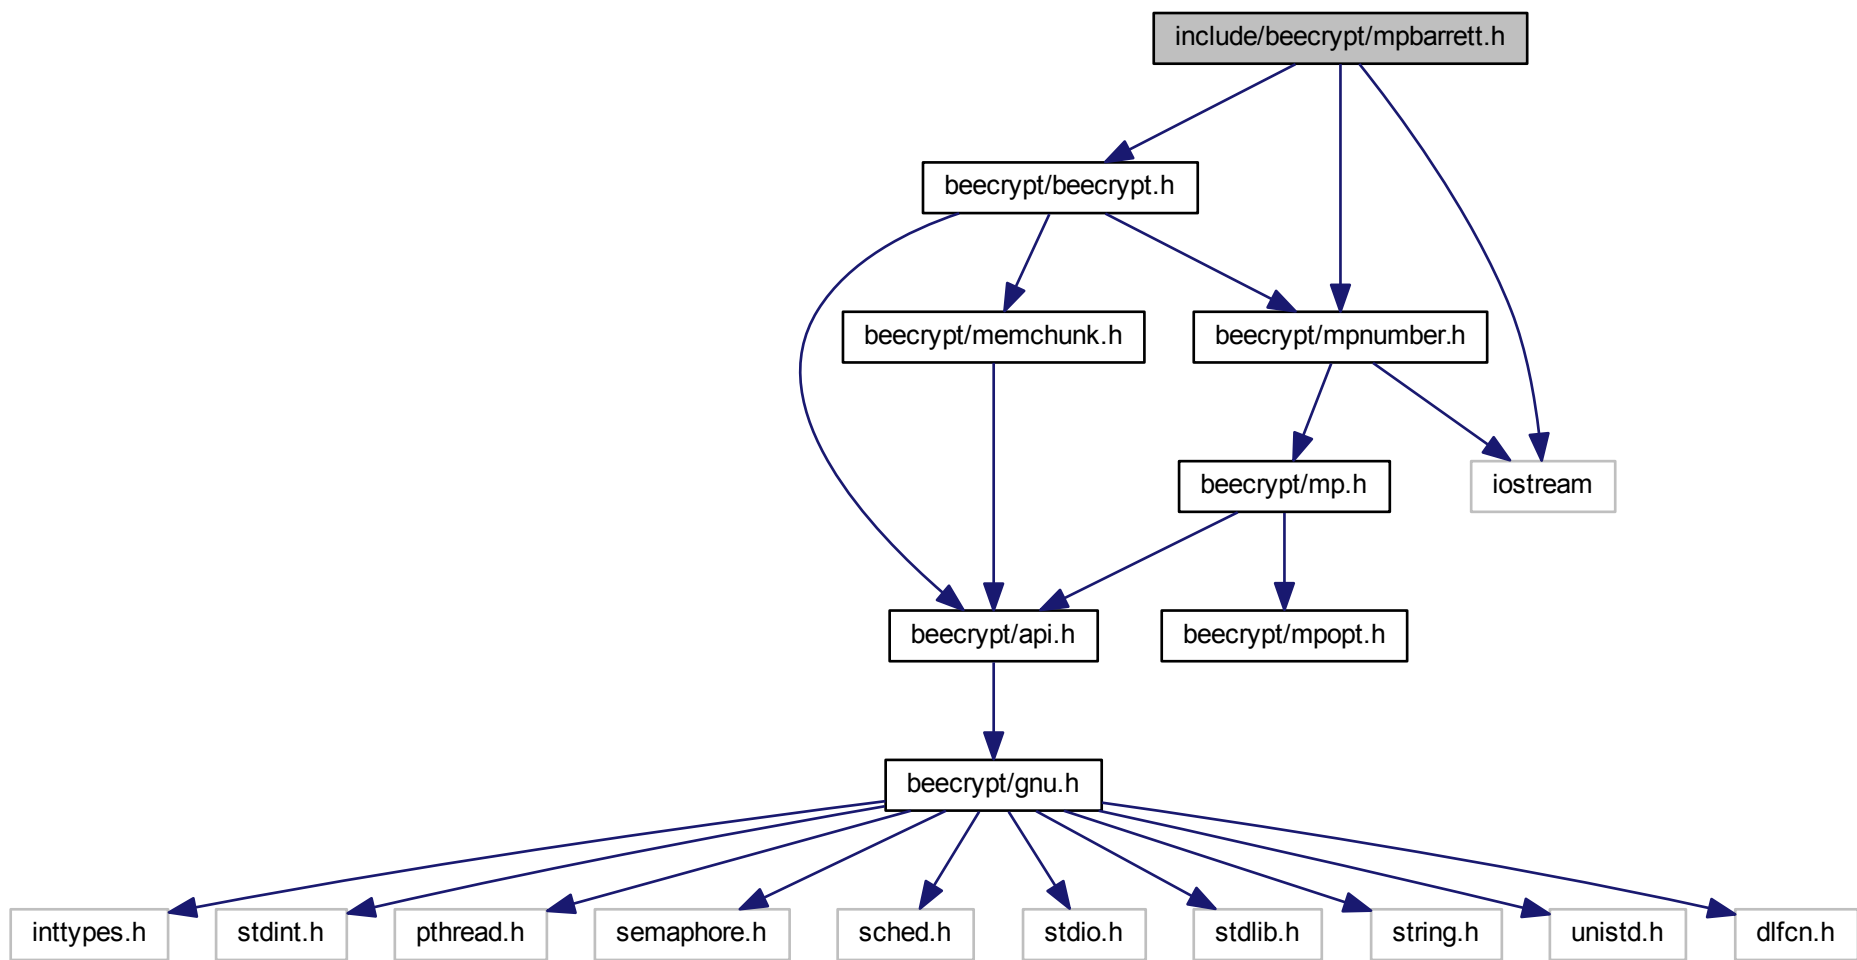 include/beecrypt/mpbarrett.h
beecrypt/beecrypt.h
beecrypt/memchunk.h
beecrypt/mpnumber.h
beecrypt/mp.h
iostream
beecrypt/api.h
beecrypt/mpopt.h
beecrypt/gnu.h
inttypes.h
stdint.h
pthread.h
semaphore.h
sched.h
stdio.h
stdlib.h
string.h
unistd.h
dlfcn.h